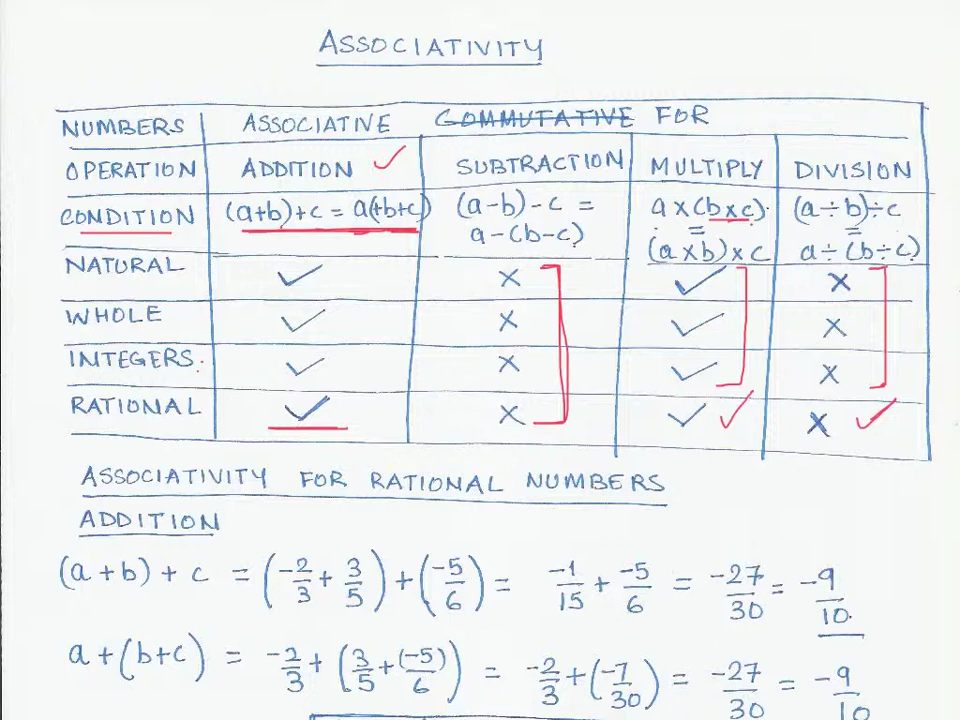 ASSOCIATIVITY
NUMBERS ASSOCIATIVE COMMUTATIVE FOR
OPERATION ADDITION ✓ SUBTRACTION MULTIPLY DIVISION
CONDITION (a+b)+c = a(+b+c) (a-b)-c = a×(b×c) (a÷b)÷c
a-(b-c) = =
(a×b)×c a÷(b÷c)
NATURAL ✓ × ✓ ×
WHOLE ✓ × ✓ ×
INTEGERS ✓ × ✓ ×
RATIONAL ✓ × ✓ ✓ × ✓
ASSOCIATIVITY FOR RATIONAL NUMBERS
ADDITION
(a+b)+c = (-2/3 + 3/5) + (-5/6) = -1/15 + -5/6 = -27/30 = -9/10
a+(b+c) = -2/3 + (3/5 + (-5)/6) = -2/3 + (-7/30) = -27/30 = -9/10